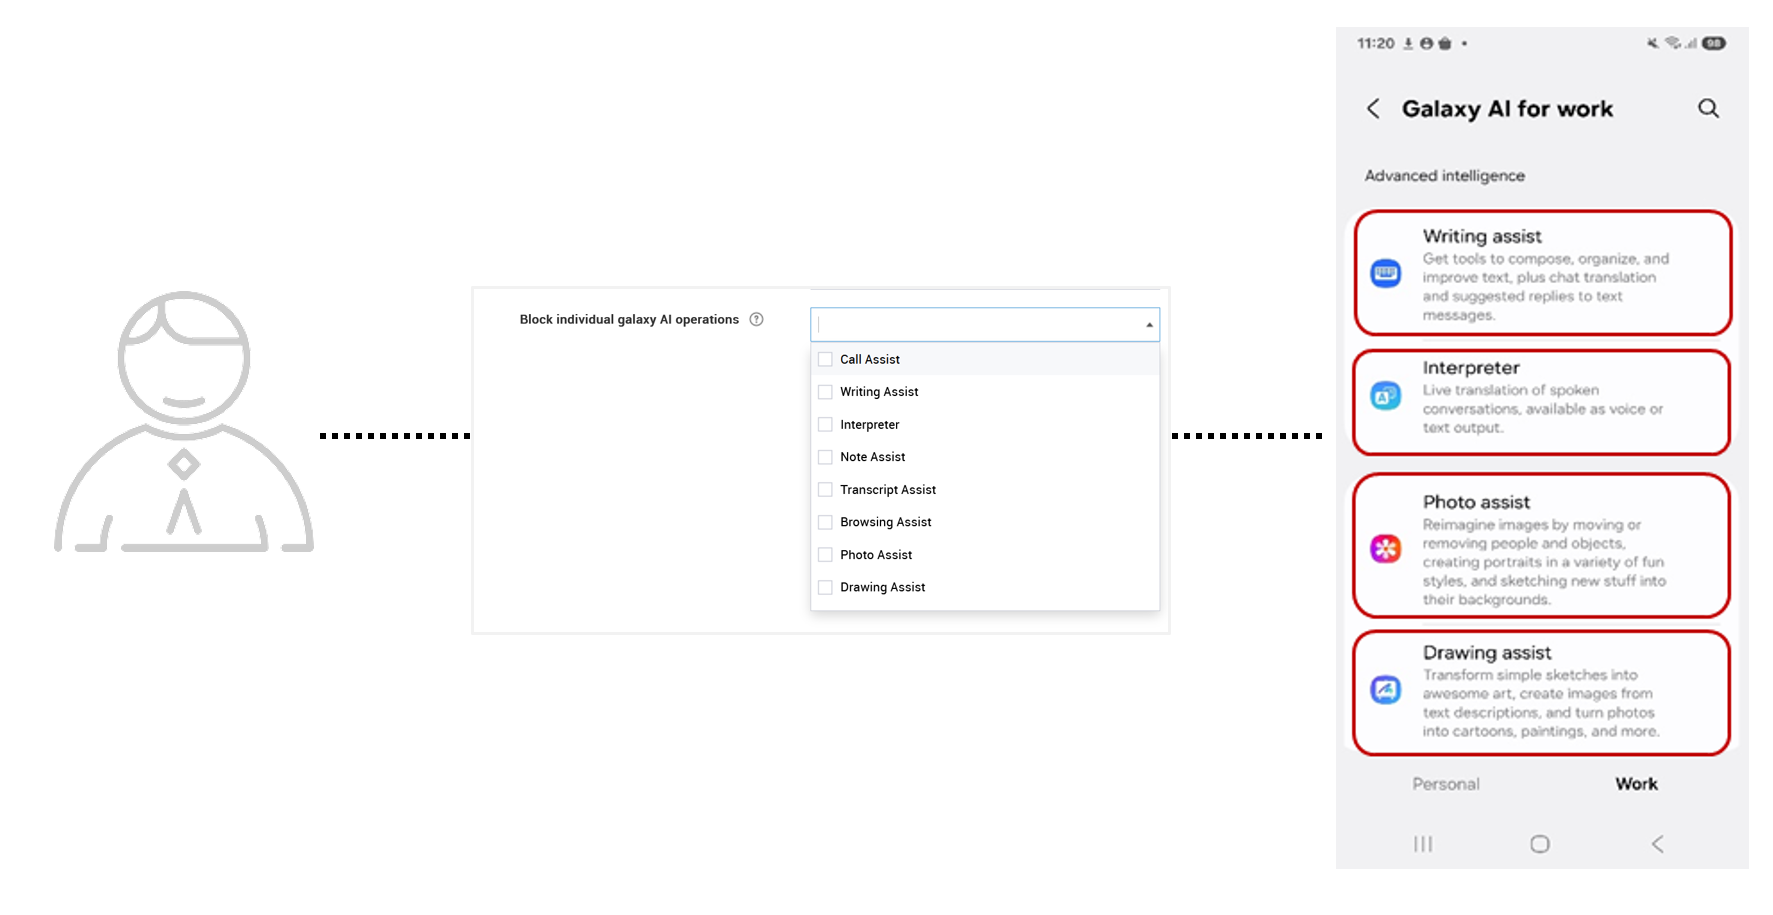 Block individual galaxy AI operations ?
Call Assist
Writing Assist
Interpreter
Note Assist
Transcript Assist
Browsing Assist
Photo Assist
Drawing Assist
11:20
98
Galaxy AI for work
Advanced intelligence
Writing assist
Get tools to compose, organize, and
improve text, plus chat translation
and suggested replies to text
messages.
Interpreter
Live translation of spoken
conversations, available as voice or
text output.
Photo assist
Reimagine images by moving or
removing people and objects,
creating portraits in a variety of fun
styles, and sketching new stuff into
their backgrounds.
Drawing assist
Transform simple sketches into
awesome art, create images from
text descriptions, and turn photos
into cartoons, paintings, and more.
Personal
Work